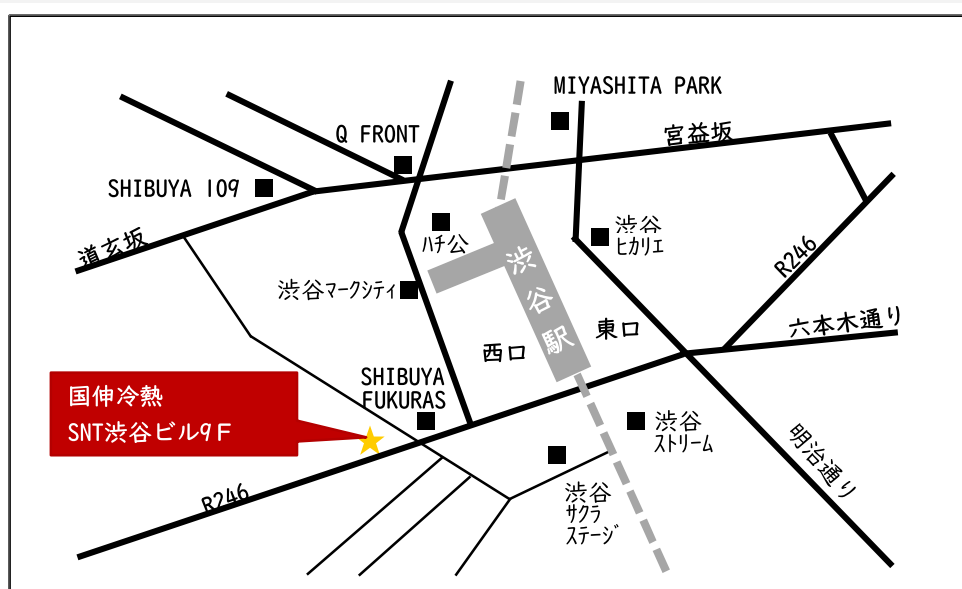 MIYASHITA PARK
Q FRONT
宮益坂
SHIBUYA 109
道玄坂
ハチ公
渋谷
ヒカリエ
渋谷マークシティ
渋谷駅
R246
西口
東口
六本木通り
国伸冷熱
SNT渋谷ビル9F
SHIBUYA
FUKURAS
渋谷
ストリーム
明治通り
R246
渋谷
サクラ
ステージ